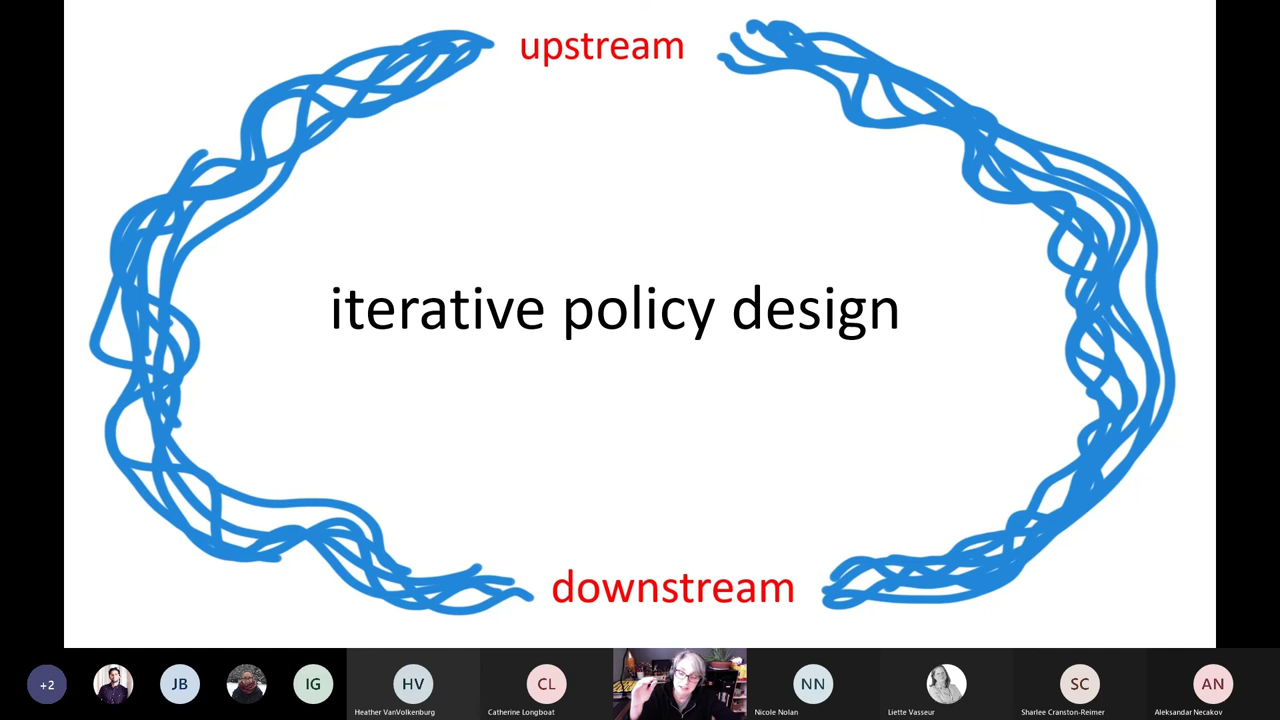 upstream
iterative policy design
downstream
+2
JB
IG
HV
Heather VanVolkenburg
CL
Catherine Longboat
NN
Nicole Nolan
Liette Vasseur
SC
Sharlee Cranston-Reimer
AN
Aleksandar Necakov